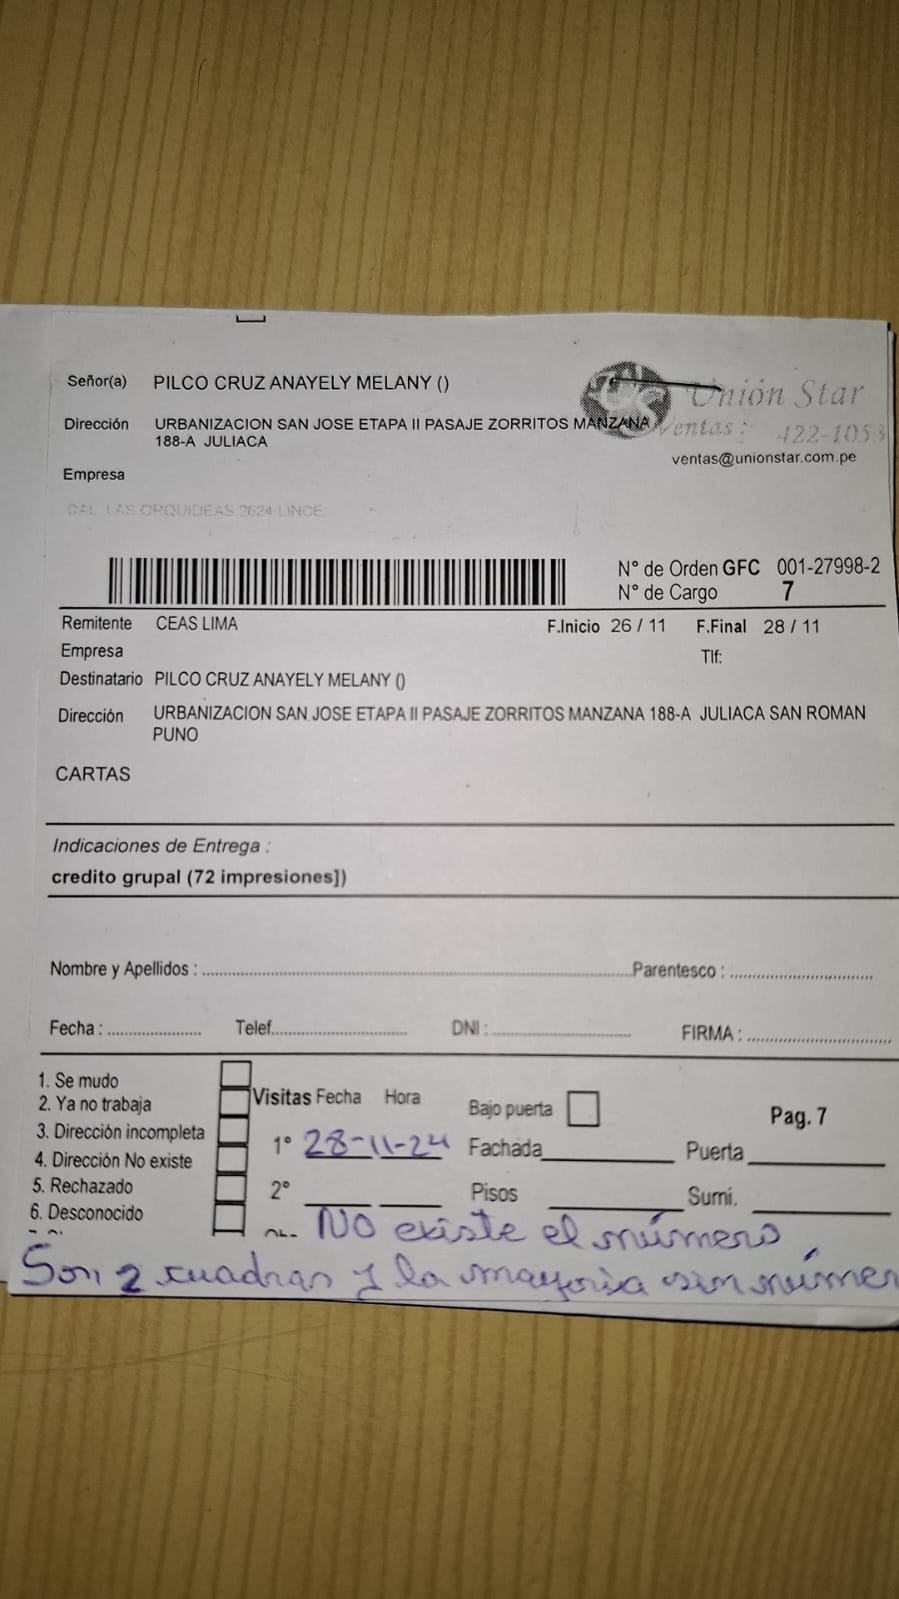 Señor(a) PILCO CRUZ ANAYELY MELANY ()
Unión Star
Dirección URBANIZACION SAN JOSE ETAPA II PASAJE ZORRITOS MANZANA
188-A JULIACA
Ventas : 422-1053
ventas@unionstar.com.pe
Empresa
CAL. LAS ORQUIDEAS 2624 LINCE
N° de Orden GFC 001-27998-2
N° de Cargo 7
Remitente CEAS LIMA F.Inicio 26 / 11 F.Final 28 / 11
Empresa Tlf:
Destinatario PILCO CRUZ ANAYELY MELANY ()
Dirección URBANIZACION SAN JOSE ETAPA II PASAJE ZORRITOS MANZANA 188-A JULIACA SAN ROMAN
PUNO
CARTAS
Indicaciones de Entrega :
credito grupal (72 impresiones])
Nombre y Apellidos : Parentesco :
Fecha : Telef. DNI : FIRMA :
1. Se mudo
2. Ya no trabaja Visitas Fecha Hora Bajo puerta Pag. 7
3. Dirección incompleta 1° 28-11-24 Fachada Puerta
4. Dirección No existe
5. Rechazado 2° Pisos Sumi.
6. Desconocido
No existe el número
Son 2 cuadras y la mayoria sin númer